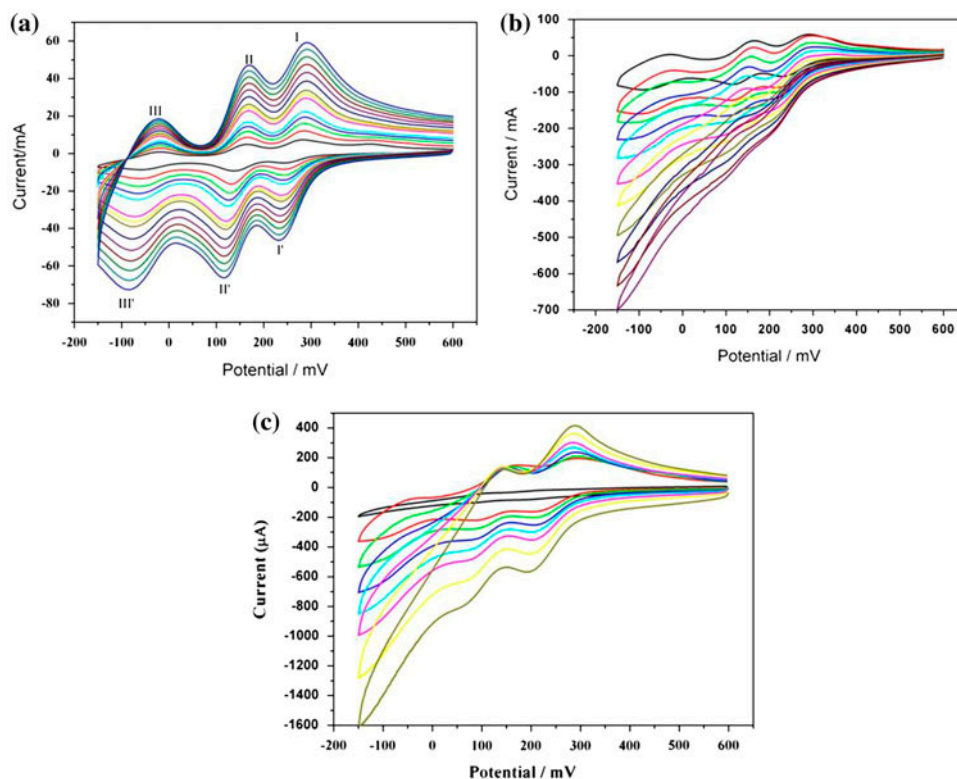 (a)
I
II
III
60
40
20
0
-20
-40
-60
-80
Current/mA
I'
II'
III'
-200 -100 0 100 200 300 400 500 600
Potential / mV
(b)
100
0
-100
-200
-300
-400
-500
-600
-700
Current / mA
-200 -100 0 100 200 300 400 500 600
Potential / mV
(c)
400
200
0
-200
-400
-600
-800
-1000
-1200
-1400
-1600
Current (µA)
-200 -100 0 100 200 300 400 500 600
Potential / mV